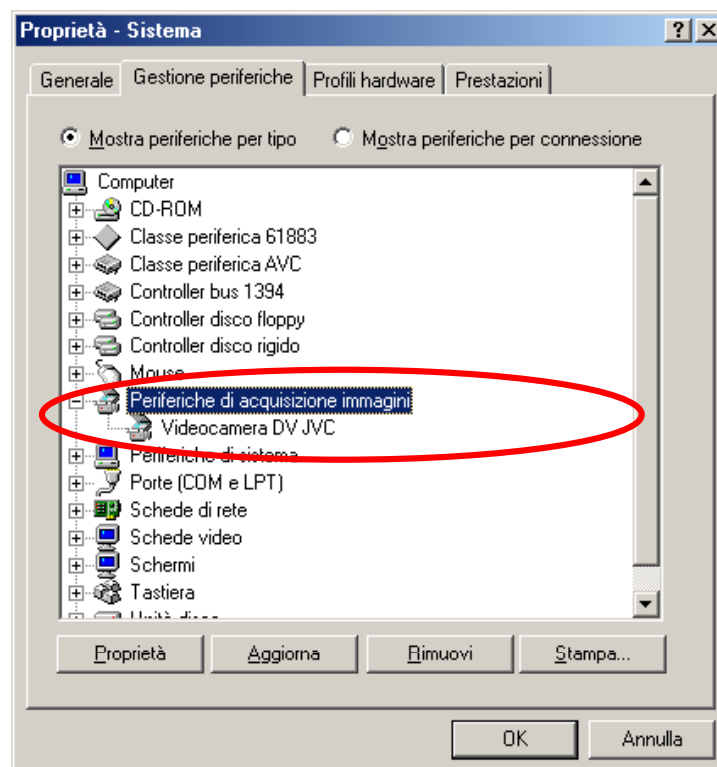 Proprietà - Sistema
Generale Gestione periferiche Profili hardware Prestazioni
Mostra periferiche per tipo Mostra periferiche per connessione
Computer
CD-ROM
Classe periferica 61883
Classe periferica AVC
Controller bus 1394
Controller disco floppy
Controller disco rigido
Mouse
Periferiche di acquisizione immagini
Videocamera DV JVC
Periferiche di sistema
Porte (COM e LPT)
Schede di rete
Schede video
Schermi
Tastiera
Unità disco
Proprietà Aggiorna Rimuovi Stampa...
OK Annulla